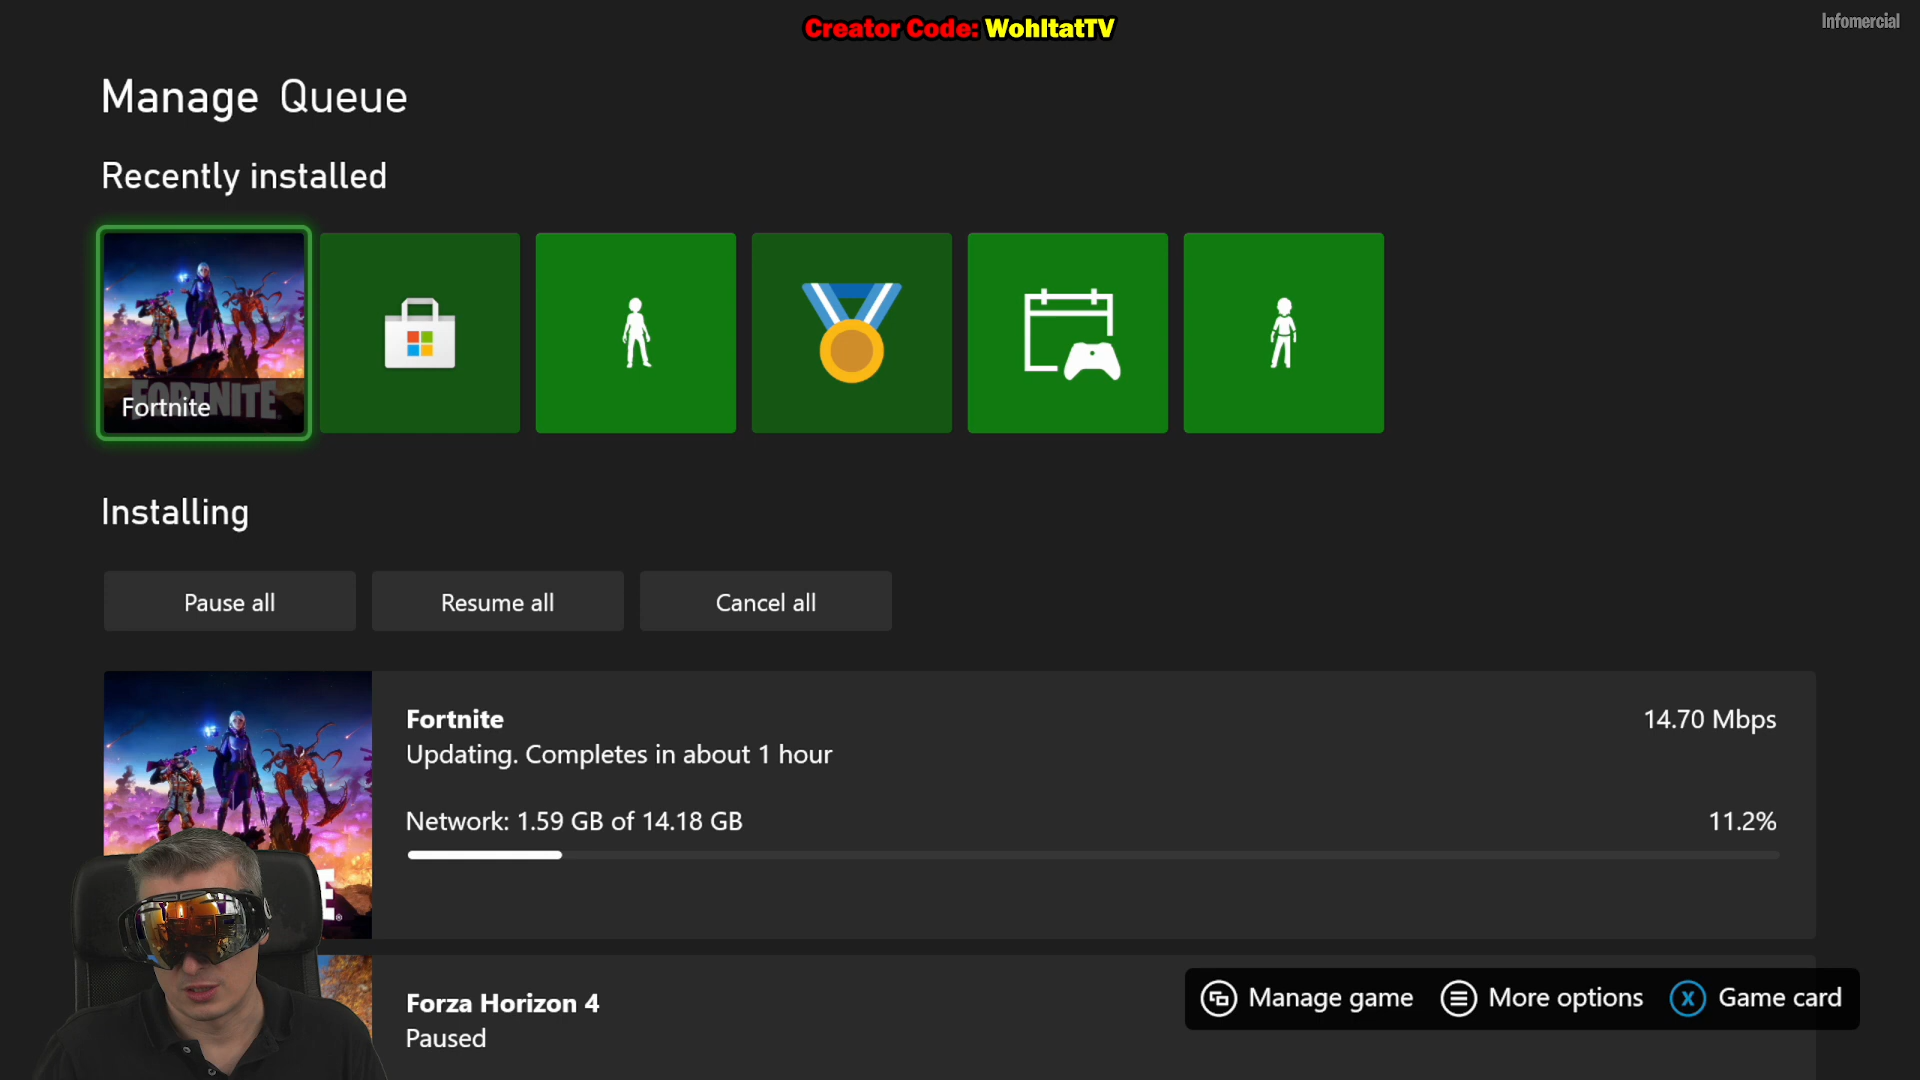 Creator Code: WohltatTV
Infomercial
Manage Queue
Recently installed
FORTNITE
Fortnite
Installing
Pause all
Resume all
Cancel all
Fortnite
14.70 Mbps
Updating. Completes in about 1 hour
Network: 1.59 GB of 14.18 GB
11.2%
E
Forza Horizon 4
Paused
Manage game
More options
X Game card